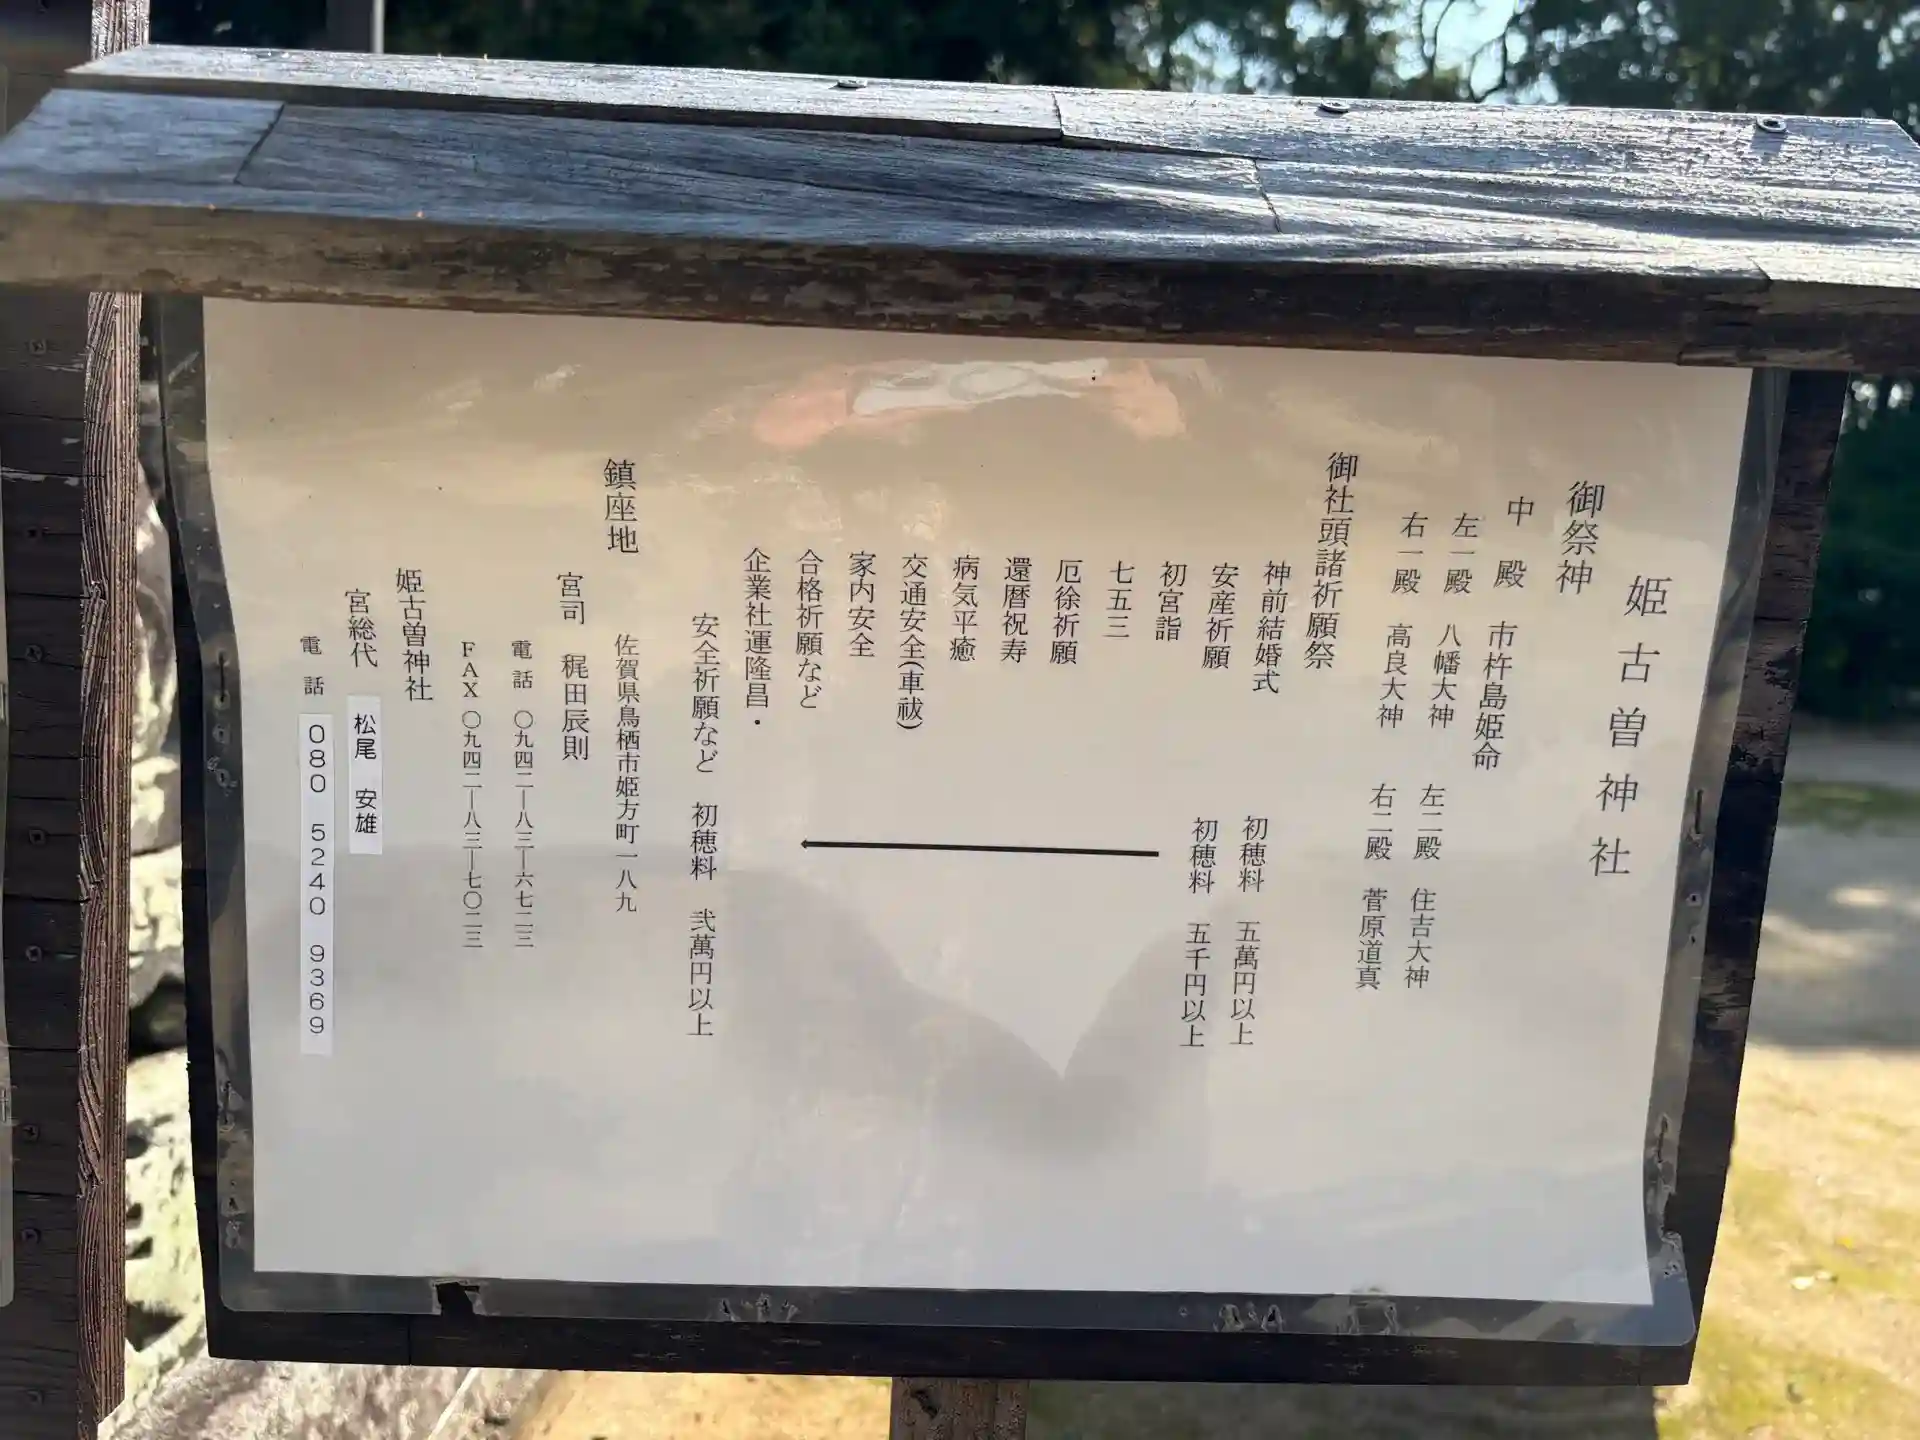 姫古曽神社
御祭神
中殿 市杵島姫命
左一殿 八幡大神 左二殿 住吉大神
右一殿 高良大神 右二殿 菅原道真
御社頭諸祈願祭
神前結婚式 初穂料 五萬円以上
安産祈願 初穂料 五千円以上
初宮詣
七五三
厄徐祈願
還暦祝寿
病気平癒
交通安全(車祓)
家内安全
合格祈願など
企業社運隆昌・
安全祈願など 初穂料 弐萬円以上
鎮座地
佐賀県鳥栖市姫方町一八九
宮司 梶田辰則
電話 〇九四二―八三―六七二三
FAX 〇九四二―八三―七〇二三
姫古曽神社
宮総代 松尾 安雄
電話 080 5240 9369